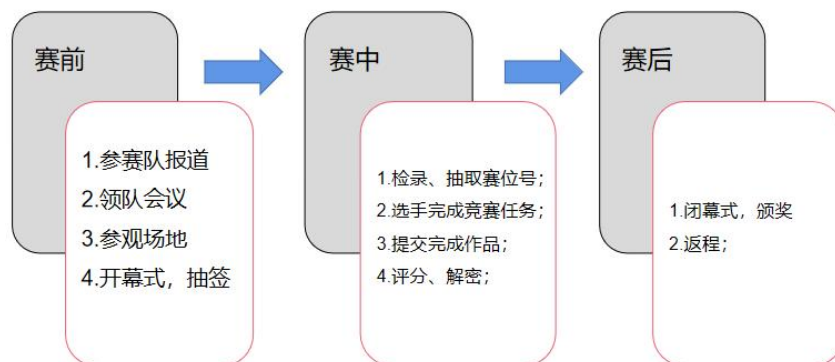 赛前
1.参赛队报道
2.领队会议
3.参观场地
4.开幕式，抽签
赛中
1.检录、抽取赛位号；
2.选手完成竞赛任务；
3.提交完成作品；
4.评分、解密；
赛后
1.闭幕式，颁奖
2.返程；